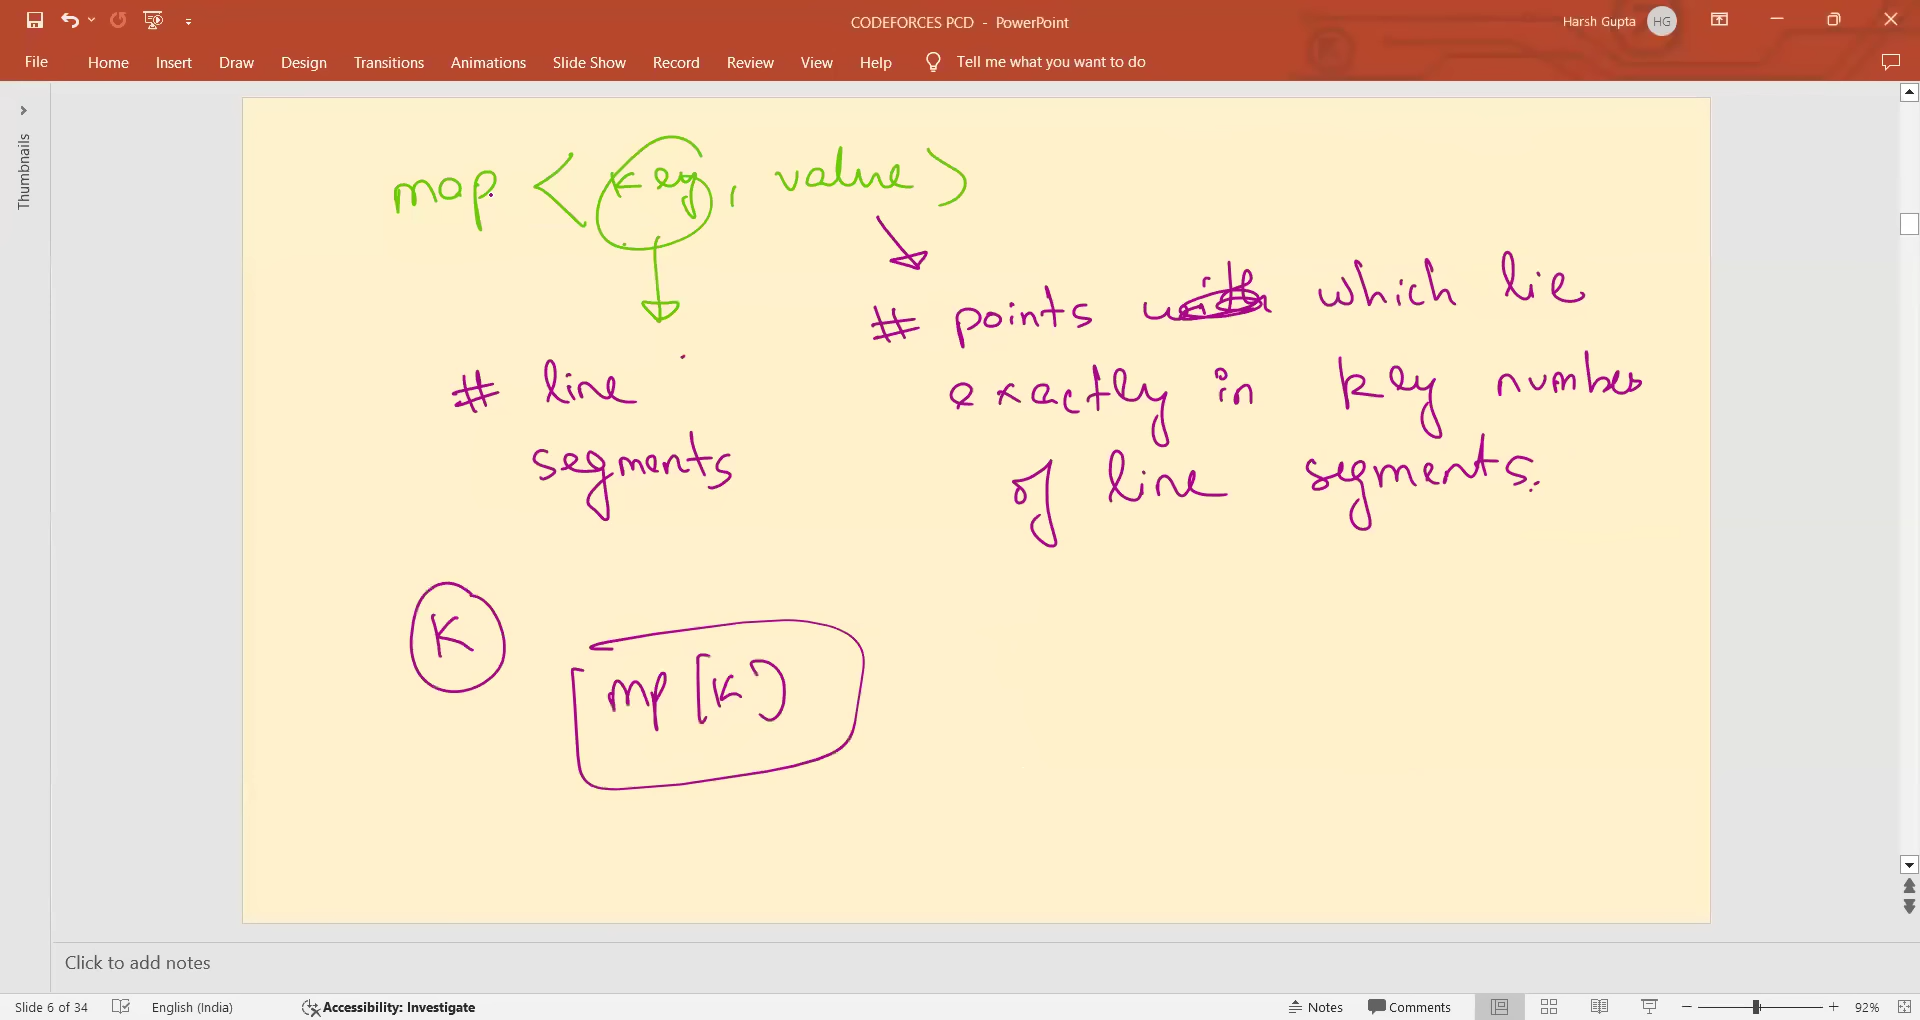 CODEFORCES PCD - PowerPoint
Harsh Gupta HG
File Home Insert Draw Design Transitions Animations Slide Show Record Review View Help Tell me what you want to do
Thumbnails
map < key, value >
# line
segments
# points which lie
exactly in key number
of line segments.
K
mp [K]
Click to add notes
Slide 6 of 34 English (India) Accessibility: Investigate Notes Comments 92%